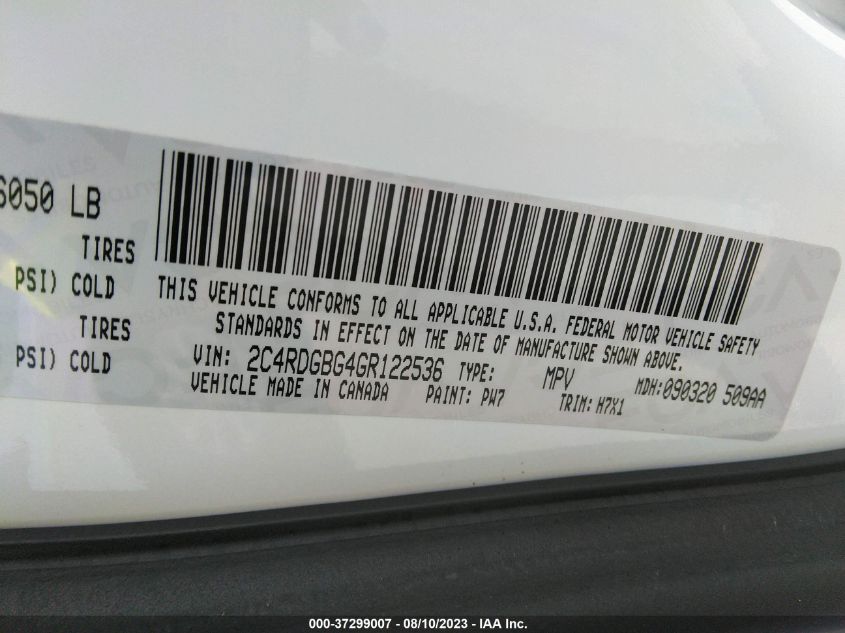 6050 LB
TIRES
PSI) COLD
TIRES
PSI) COLD
THIS VEHICLE CONFORMS TO ALL APPLICABLE U.S.A. FEDERAL MOTOR VEHICLE SAFETY
STANDARDS IN EFFECT ON THE DATE OF MANUFACTURE SHOWN ABOVE.
VIN: 2C4RDGBG4GR122536 TYPE: MPV MDH:090320 509AA
VEHICLE MADE IN CANADA PAINT: PW7 TRIM: H7X1
000-37299007 - 08/10/2023 - IAA Inc.